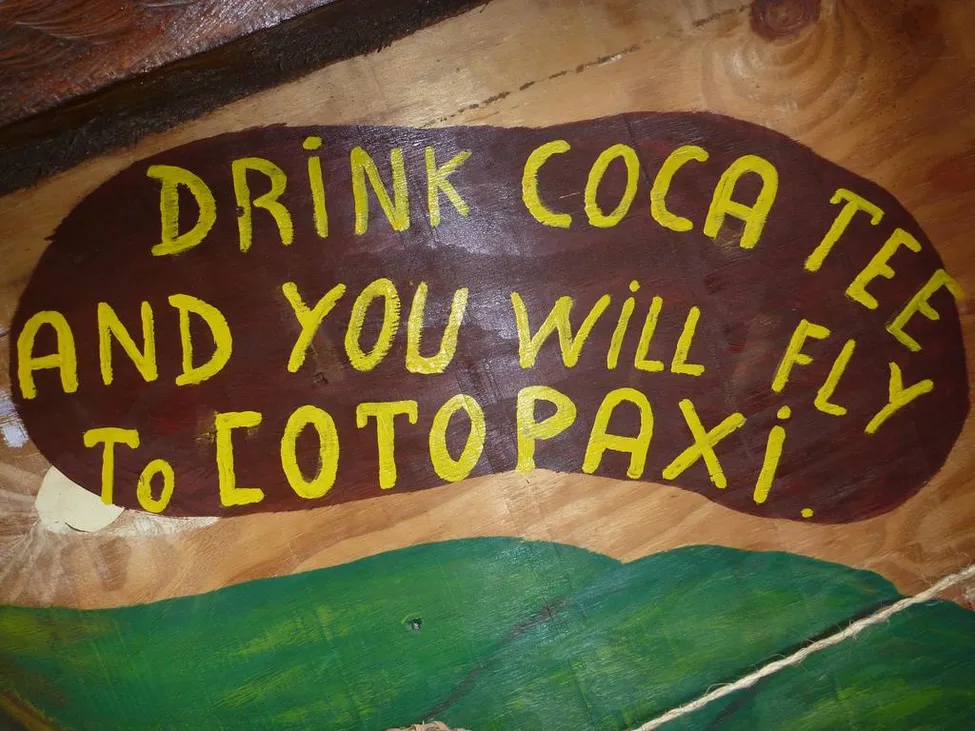 DRiNK COCA TEE
AND YOU WiLL FLY
To COTOPAXi.